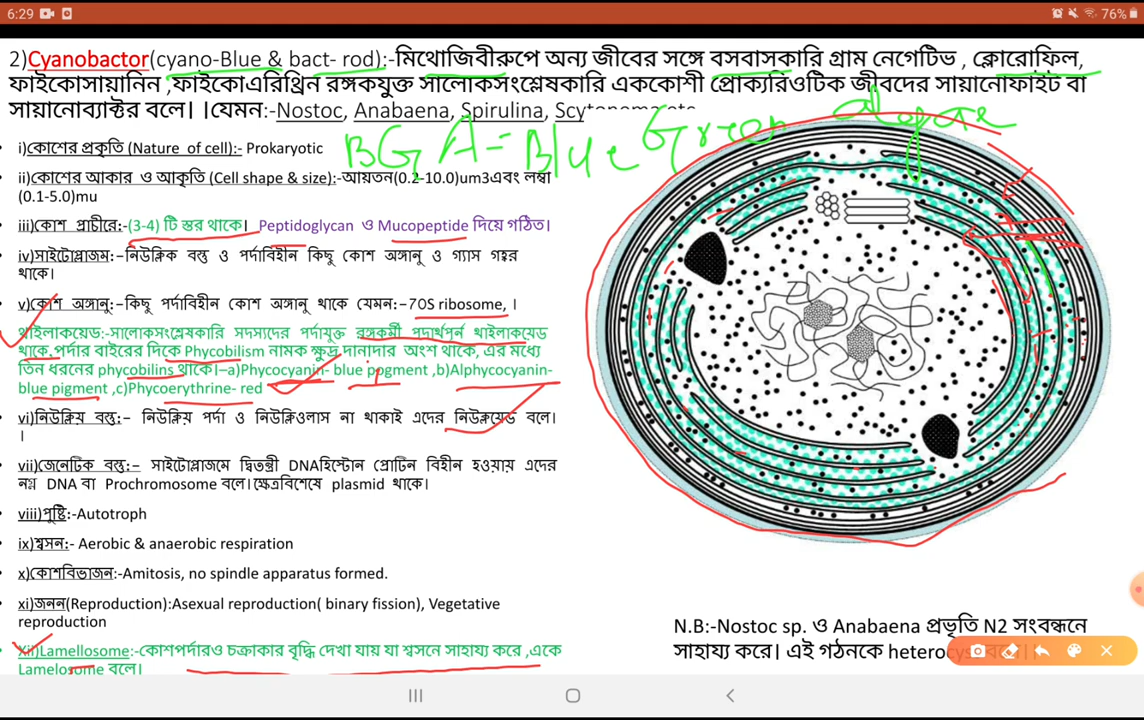 6:29
76%
2)Cyanobactor(cyano-Blue & bact- rod):-মিথোজিবীরুপে অন্য জীবের সঙ্গে বসবাসকারি গ্রাম নেগেটিভ , ক্লোরোফিল,
ফাইকোসায়ানিন ,ফাইকোএরিথ্রিন রঙ্গকযুক্ত সালোকসংশ্লেষকারি এককোশী প্রোক্যরিওটিক জীবদের সায়ানোফাইট বা
সায়ানোব্যাক্টর বলে। ।যেমন:-Nostoc, Anabaena, Spirulina,
BGA = Blue Green algae
i)কোশের প্রকৃতি (Nature of cell):- Prokaryotic
ii)কোশের আকার ও আকৃতি (Cell shape & size):-আয়তন(0.2-10.0)um3এবং লম্বা
(0.1-5.0)mu
iii)কোশ প্রাচীরে:-(3-4) টি স্তর থাকে। Peptidoglycan ও Mucopeptide দিয়ে গঠিত।
iv)সাইটোপ্লাজম:–নিউক্লিক বস্তু ও পর্দাবিহীন কিছু কোশ অঙ্গানু ও গ্যাস গহ্বর
থাকে।
v)কোশ অঙ্গানু:–কিছু পর্দাবিহীন কোশ অঙ্গানু থাকে যেমন:–70S ribosome, ।
থাইলাকয়েড:-সালোকসংশ্লেষকারি সদস্যদের পর্দাযুক্ত রঙ্গকর্মী পদার্থপর্ন থাইলাকয়েড
থাকে,পর্দার বাইরের দিকে Phycobilism নামক ক্ষুদ্র দানাদার অংশ থাকে, এর মধ্যে
তিন ধরনের phycobilins থাকে।–a)Phycocyanin- blue pogment ,b)Alphycocyanin-
blue pigment ,c)Phycoerythrine- red
vi)নিউক্লিয় বস্তু:– নিউক্লিয় পর্দা ও নিউক্লিওলাস না থাকাই এদের নিউক্লয়েড বলে।
।
vii)জেনেটিক বস্তু:– সাইটোপ্লাজমে দ্বিতন্ত্রী DNAহিস্টোন প্রোটিন বিহীন হওয়ায় এদের
নগ্ন DNA বা Prochromosome বলে।ক্ষেত্রবিশেষে plasmid থাকে।
viii)পুষ্টি:-Autotroph
ix)শ্বসন:- Aerobic & anaerobic respiration
x)কোশবিভাজন:-Amitosis, no spindle apparatus formed.
xi)জনন(Reproduction):Asexual reproduction( binary fission), Vegetative
reproduction
xii)Lamellosome:-কোশপর্দারও চক্রাকার বৃদ্ধি দেখা যায় যা শ্বসনে সাহায্য করে ,একে
Lamelosome বলে।
N.B:-Nostoc sp. ও Anabaena প্রভৃতি N2 সংবন্ধনে
সাহায্য করে। এই গঠনকে